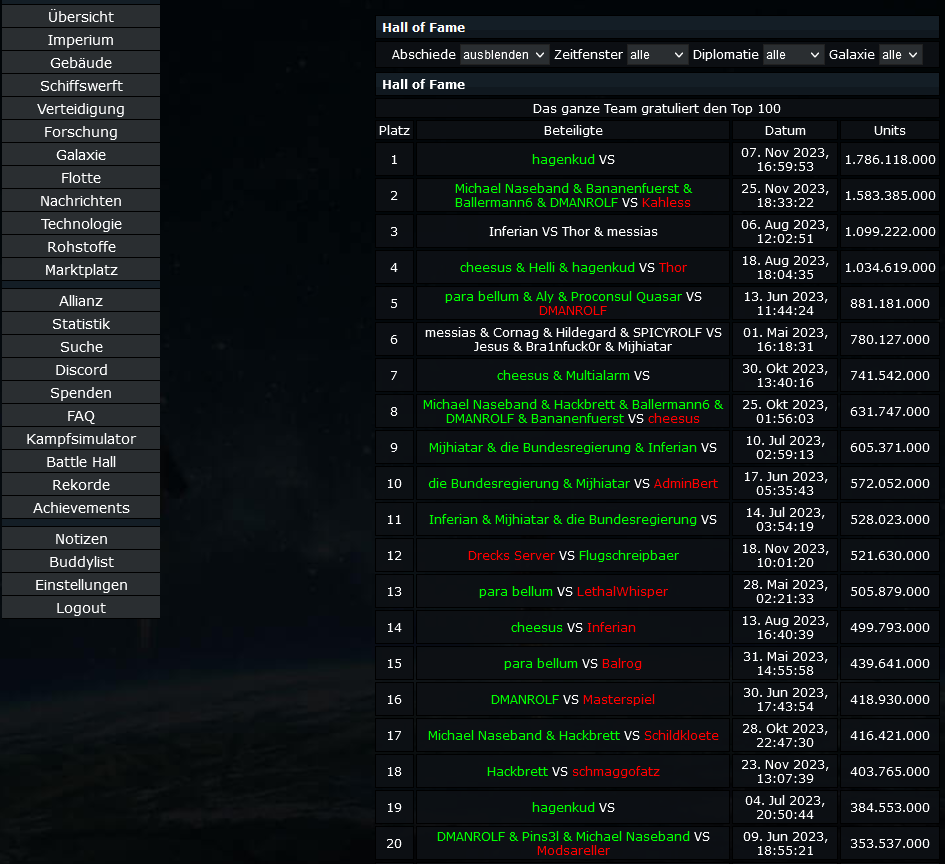 Übersicht
Imperium
Gebäude
Schiffswerft
Verteidigung
Forschung
Galaxie
Flotte
Nachrichten
Technologie
Rohstoffe
Marktplatz
Allianz
Statistik
Suche
Discord
Spenden
FAQ
Kampfsimulator
Battle Hall
Rekorde
Achievements
Notizen
Buddylist
Einstellungen
Logout
Hall of Fame
Abschiede ausblenden Zeitfenster alle Diplomatie alle Galaxie alle
Hall of Fame
Das ganze Team gratuliert den Top 100
Platz Beteiligte Datum Units
1 hagenkud VS 07. Nov 2023, 16:59:53 1.786.118.000
2 Michael Naseband & Bananenfuerst &
Ballermann6 & DMANROLF VS Kahless 25. Nov 2023, 18:33:22 1.583.385.000
3 Inferian VS Thor & messias 06. Aug 2023, 12:02:51 1.099.222.000
4 cheesus & Helli & hagenkud VS Thor 18. Aug 2023, 18:04:35 1.034.619.000
5 para bellum & Aly & Proconsul Quasar VS
DMANROLF 13. Jun 2023, 11:44:24 881.181.000
6 messias & Cornag & Hildegard & SPICYROLF VS
Jesus & Bra1nfuck0r & Mijhiatar 01. Mai 2023, 16:18:31 780.127.000
7 cheesus & Multialarm VS 30. Okt 2023, 13:40:16 741.542.000
8 Michael Naseband & Hackbrett & Ballermann6 &
DMANROLF & Bananenfuerst VS cheesus 25. Okt 2023, 01:56:03 631.747.000
9 Mijhiatar & die Bundesregierung & Inferian VS 10. Jul 2023, 02:59:13 605.371.000
10 die Bundesregierung & Mijhiatar VS AdminBert 17. Jun 2023, 05:35:43 572.052.000
11 Inferian & Mijhiatar & die Bundesregierung VS 14. Jul 2023, 03:54:19 528.023.000
12 Drecks Server VS Flugschreipbaer 18. Nov 2023, 10:01:20 521.630.000
13 para bellum VS LethalWhisper 28. Mai 2023, 02:21:33 505.879.000
14 cheesus VS Inferian 13. Aug 2023, 16:40:39 499.793.000
15 para bellum VS Balrog 31. Mai 2023, 14:55:58 439.641.000
16 DMANROLF VS Masterspiel 30. Jun 2023, 17:43:54 418.930.000
17 Michael Naseband & Hackbrett VS Schildkloete 28. Okt 2023, 22:47:30 416.421.000
18 Hackbrett VS schmaggofatz 23. Nov 2023, 13:07:39 403.765.000
19 hagenkud VS 04. Jul 2023, 20:50:44 384.553.000
20 DMANROLF & Pins3l & Michael Naseband VS
Modsareller 09. Jun 2023, 18:55:21 353.537.000